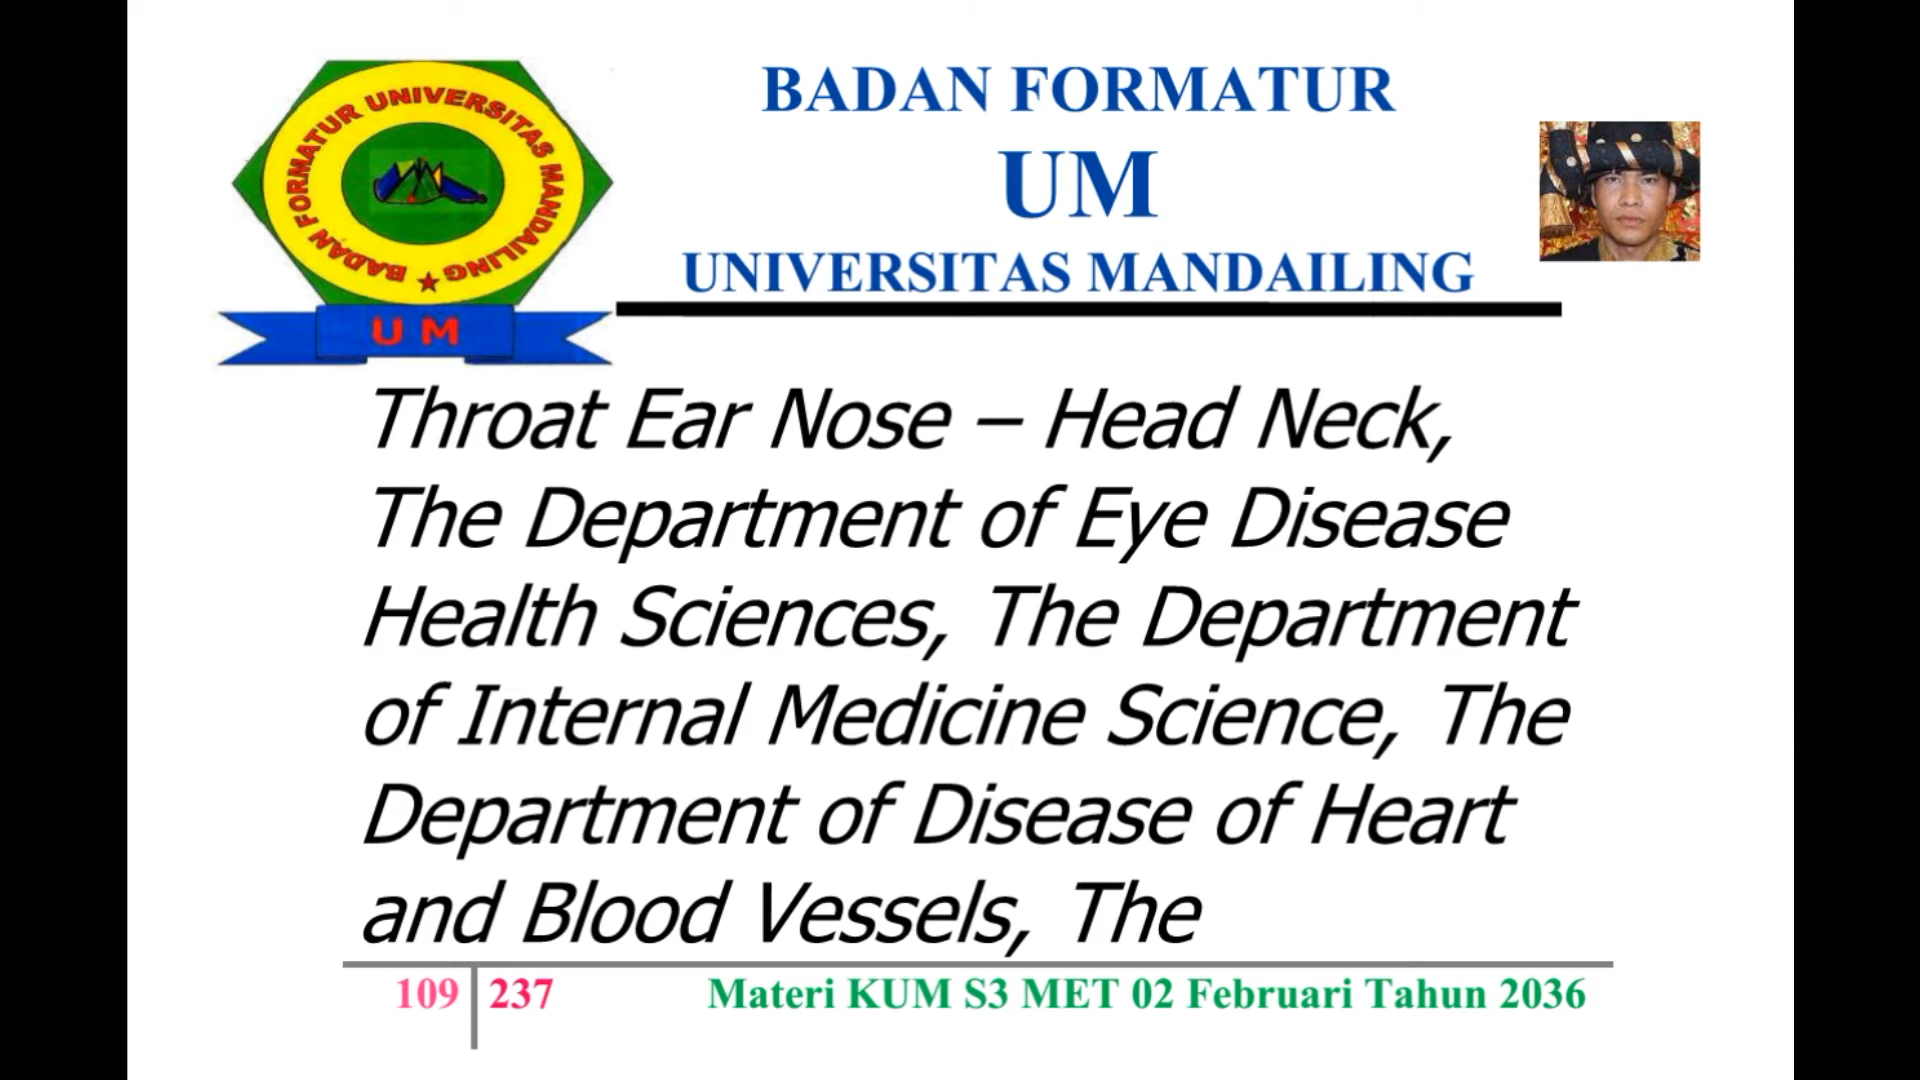 BADAN FORMATUR UNIVERSITAS MANDAILING
U M
BADAN FORMATUR
UM
UNIVERSITAS MANDAILING
Throat Ear Nose – Head Neck,
The Department of Eye Disease
Health Sciences, The Department
of Internal Medicine Science, The
Department of Disease of Heart
and Blood Vessels, The
109 237 Materi KUM S3 MET 02 Februari Tahun 2036